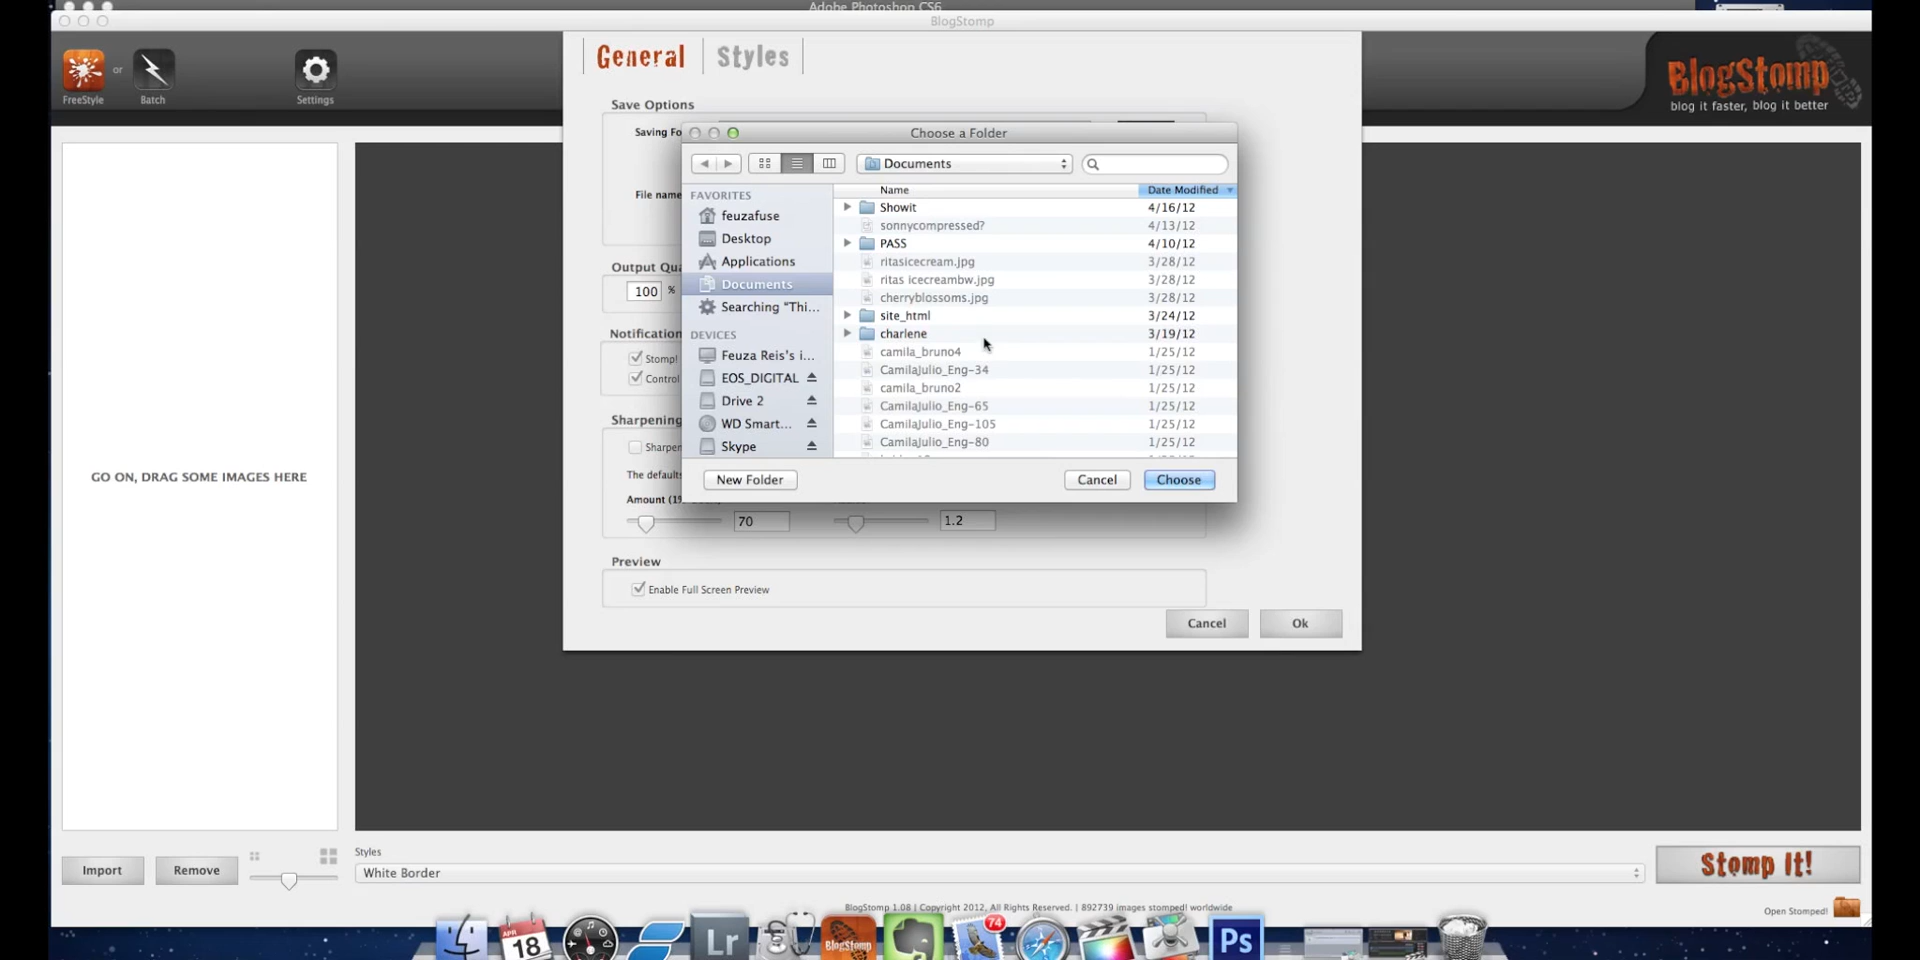 Adobe Photoshop CS6
BlogStomp
FreeStyle
or
Batch
Settings
General
Styles
BlogStomp
blog it faster, blog it better
Save Options
Saving Fo
File name
Choose a Folder
Documents
FAVORITES
feuzafuse
Desktop
Applications
Documents
Searching "Thi...
DEVICES
Feuza Reis's i...
EOS_DIGITAL
Drive 2
WD Smart...
Skype
Name Date Modified
Showit 4/16/12
sonnycompressed? 4/13/12
PASS 4/10/12
ritasicecream.jpg 3/28/12
ritas icecreambw.jpg 3/28/12
cherryblossoms.jpg 3/28/12
site_html 3/24/12
charlene 3/19/12
camila_bruno4 1/25/12
CamilaJulio_Eng-34 1/25/12
camila_bruno2 1/25/12
CamilaJulio_Eng-65 1/25/12
CamilaJulio_Eng-105 1/25/12
CamilaJulio_Eng-80 1/25/12
New Folder
Cancel
Choose
Output Qua
100 %
Notification
Stomp!
Control
Sharpening
Sharpen
The defaults
Amount (1%
70
1.2
Preview
Enable Full Screen Preview
Cancel
Ok
GO ON, DRAG SOME IMAGES HERE
Import
Remove
Styles
White Border
Stomp It!
BlogStomp 1.08 | Copyright 2012, All Rights Reserved. | 892739 images stomped! worldwide
Open Stomped!
APR
18
Lr
BlogStomp
74
Ps